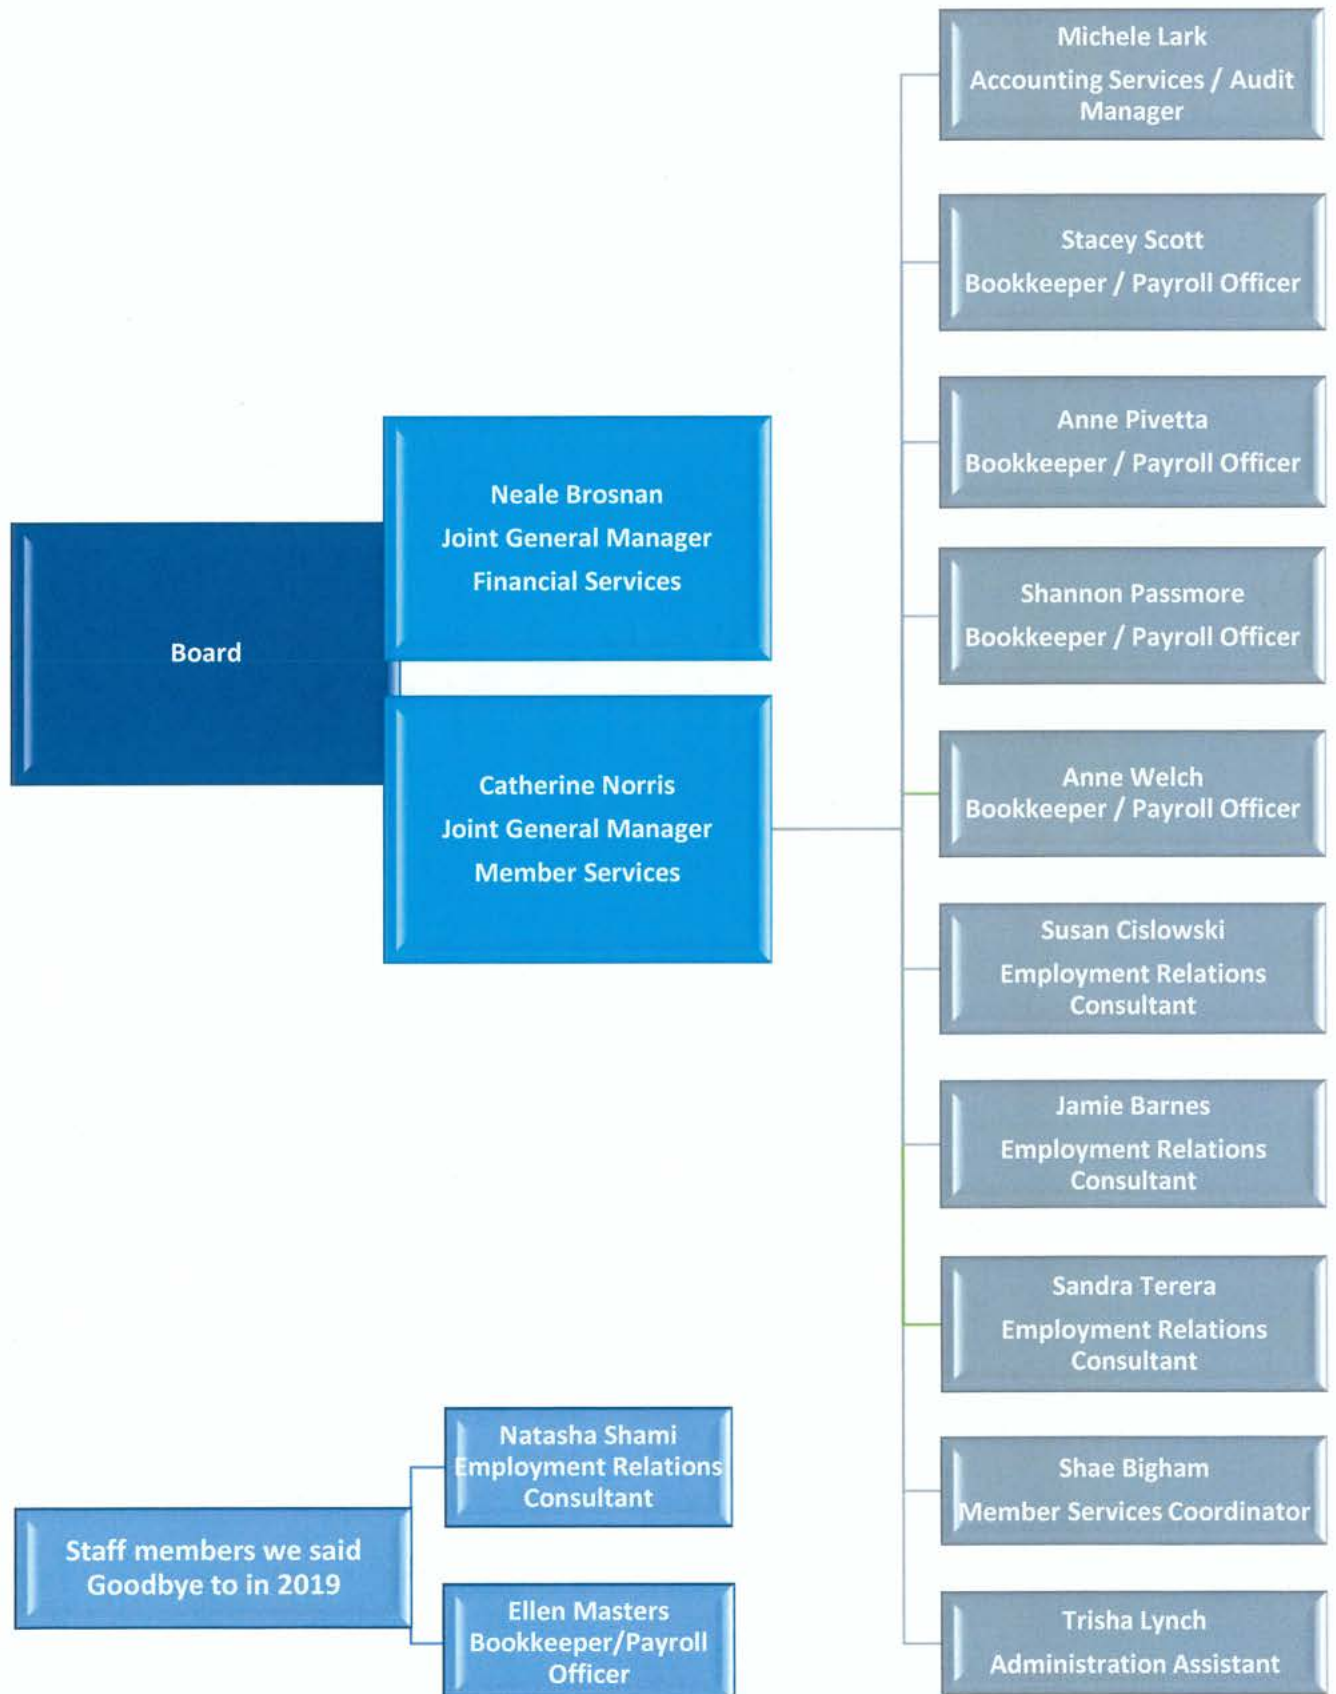 Board
Neale Brosnan
Joint General Manager
Financial Services
Catherine Norris
Joint General Manager
Member Services
Michele Lark
Accounting Services / Audit
Manager
Stacey Scott
Bookkeeper / Payroll Officer
Anne Pivetta
Bookkeeper / Payroll Officer
Shannon Passmore
Bookkeeper / Payroll Officer
Anne Welch
Bookkeeper / Payroll Officer
Susan Cislowski
Employment Relations
Consultant
Jamie Barnes
Employment Relations
Consultant
Sandra Terera
Employment Relations
Consultant
Shae Bigham
Member Services Coordinator
Trisha Lynch
Administration Assistant
Staff members we said
Goodbye to in 2019
Natasha Shami
Employment Relations
Consultant
Ellen Masters
Bookkeeper/Payroll
Officer